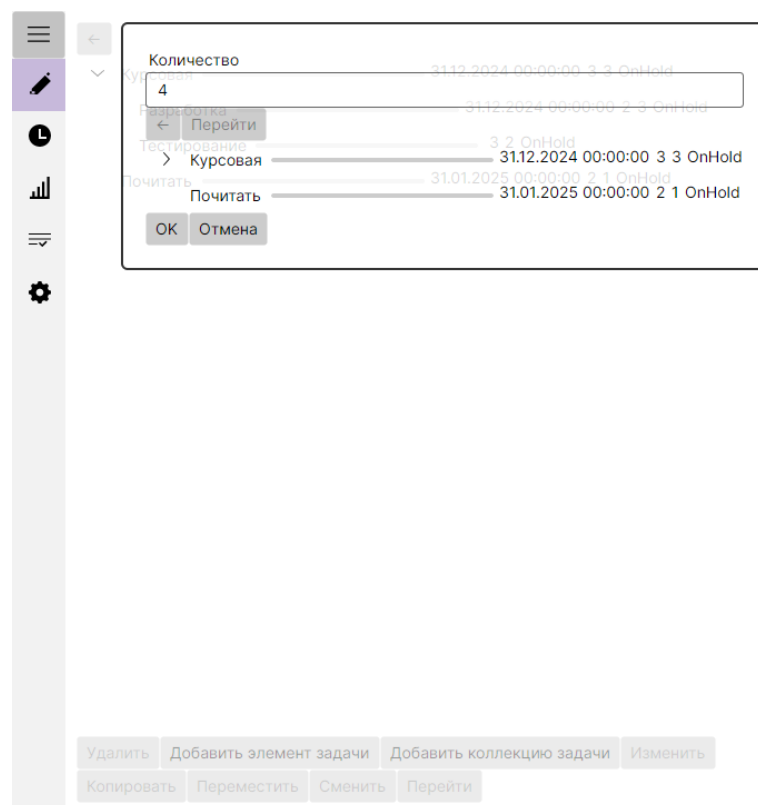 ←
Количество
Курсовая 31.12.2024 00:00:00 3 3 OnHold
4
Разработка 31.12.2024 00:00:00 2 3 OnHold
← Перейти
Тестирование 3 2 OnHold
Курсовая 31.12.2024 00:00:00 3 3 OnHold
Почитать 31.01.2025 00:00:00 2 1 OnHold
Почитать 31.01.2025 00:00:00 2 1 OnHold
OK Отмена
Удалить Добавить элемент задачи Добавить коллекцию задачи Изменить
Копировать Переместить Сменить Перейти